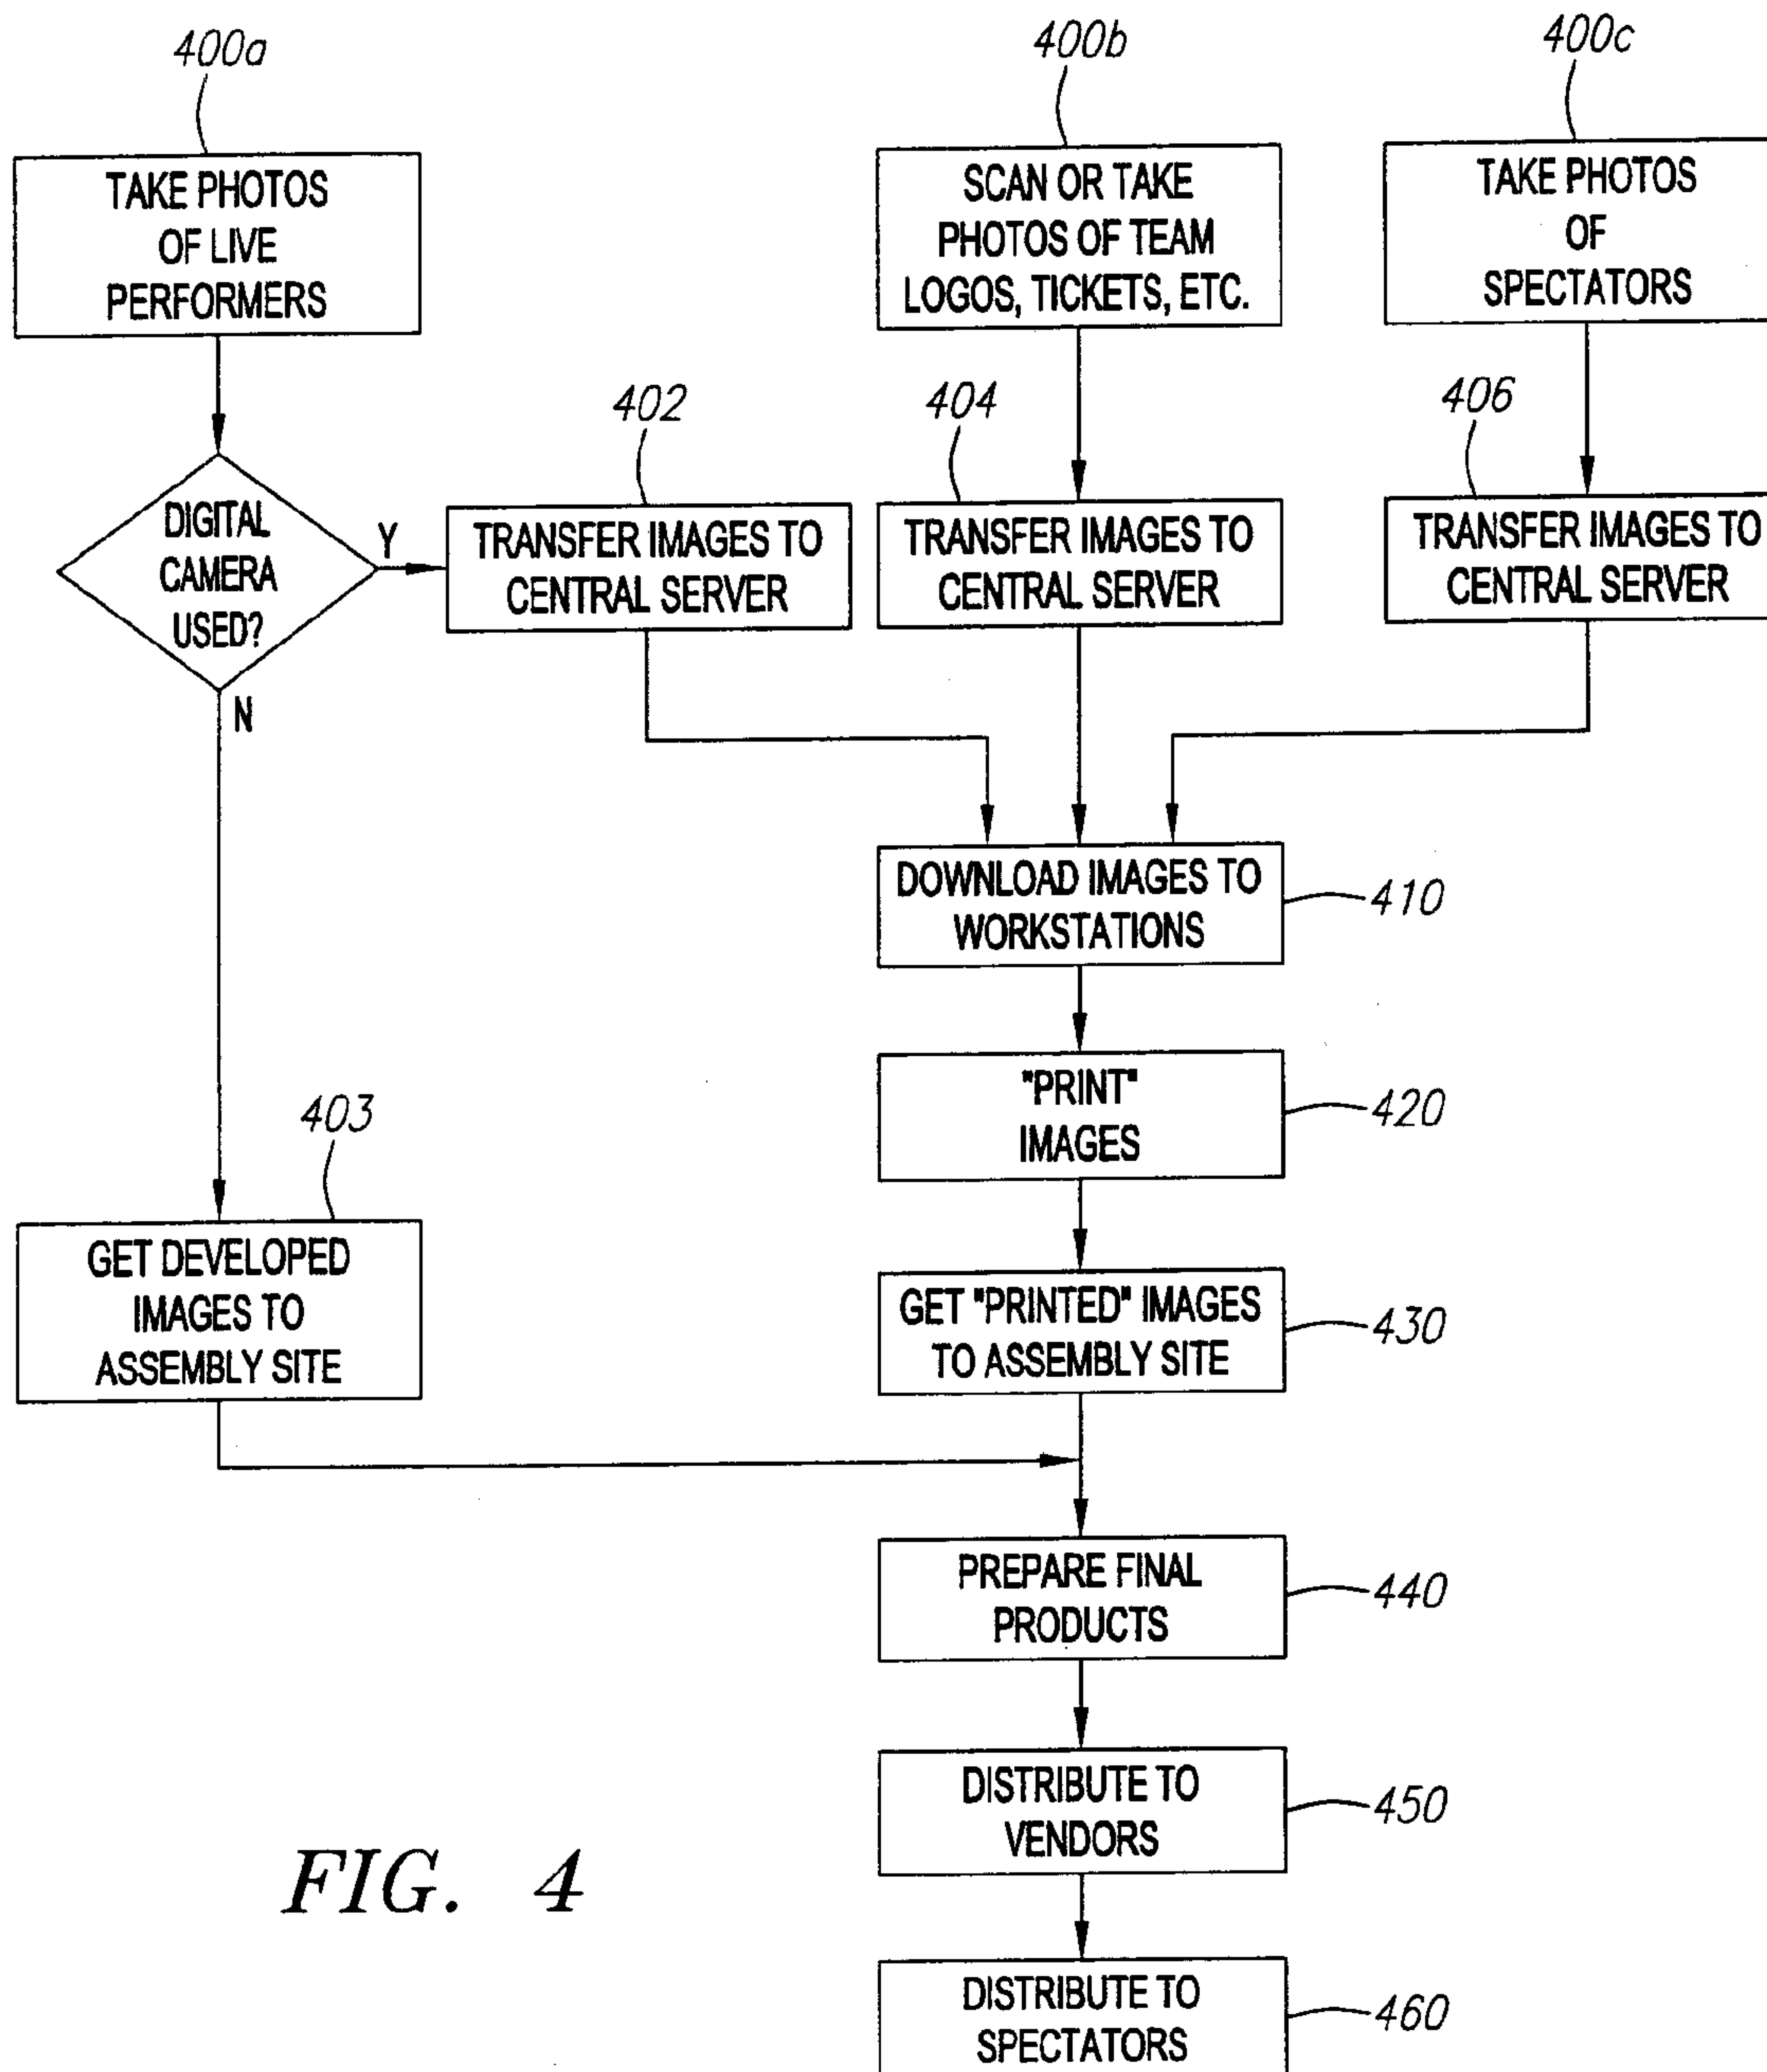 400a
400b
400c
TAKE PHOTOS
OF LIVE
PERFORMERS
SCAN OR TAKE
PHOTOS OF TEAM
LOGOS, TICKETS, ETC.
TAKE PHOTOS
OF
SPECTATORS
402
404
406
DIGITAL
CAMERA
USED?
Y
N
TRANSFER IMAGES TO
CENTRAL SERVER
TRANSFER IMAGES TO
CENTRAL SERVER
TRANSFER IMAGES TO
CENTRAL SERVER
DOWNLOAD IMAGES TO
WORKSTATIONS
410
"PRINT"
IMAGES
420
403
GET DEVELOPED
IMAGES TO
ASSEMBLY SITE
GET "PRINTED" IMAGES
TO ASSEMBLY SITE
430
PREPARE FINAL
PRODUCTS
440
DISTRIBUTE TO
VENDORS
450
DISTRIBUTE TO
SPECTATORS
460
FIG. 4